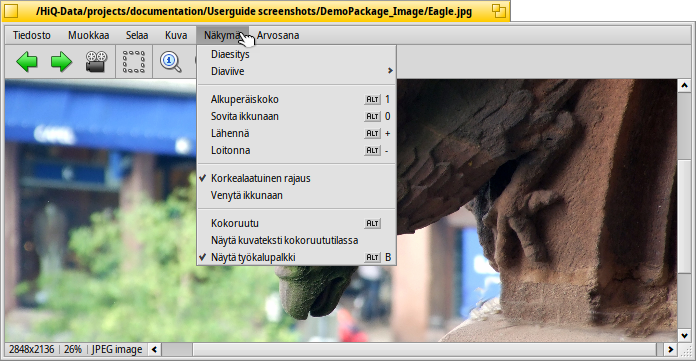 /HiQ-Data/projects/documentation/Userguide screenshots/DemoPackage_Image/Eagle.jpg
Tiedosto Muokkaa Selaa Kuva Näkymä Arvosana
Diaesitys
Diaviive
Alkuperäiskoko ALT 1
Sovita ikkunaan ALT 0
Lähennä ALT +
Loitonna ALT -
Korkealaatuinen rajaus
Venytä ikkunaan
Kokoruutu ALT
Näytä kuvateksti kokoruututilassa
Näytä työkalupalkki ALT B
2848x2136 26% JPEG image